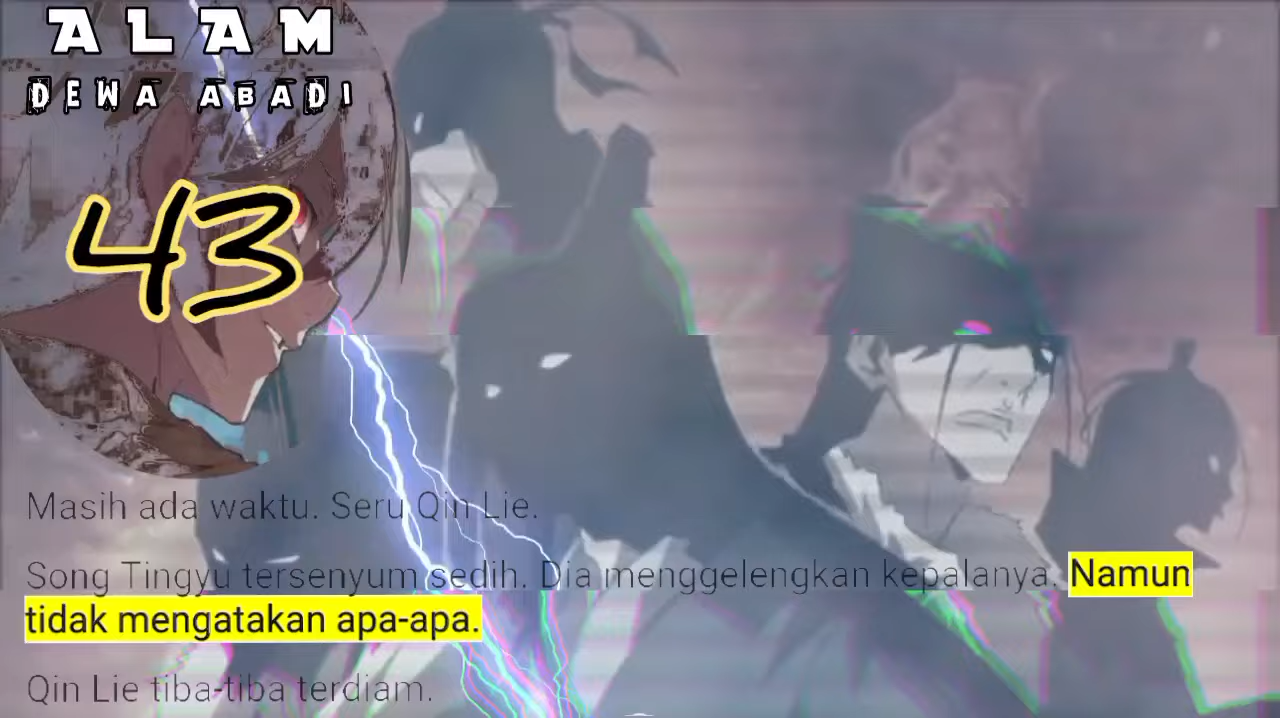 ALAM
DEWA ABADI
43
Masih ada waktu. Seru Qin Lie.
Song Tingyu tersenyum sedih. Dia menggelengkan kepalanya. Namun
tidak mengatakan apa-apa.
Qin Lie tiba-tiba terdiam.